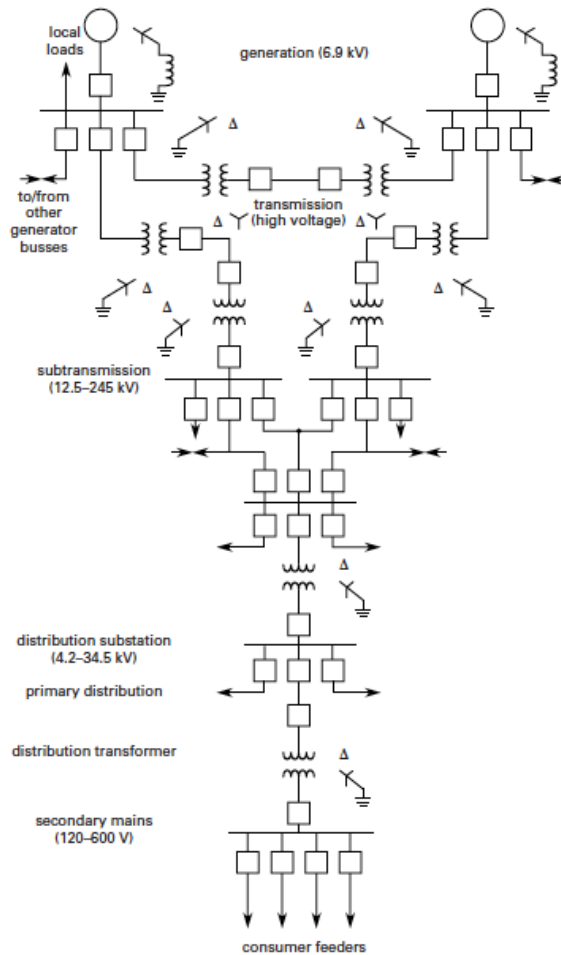 local
loads
generation (6.9 kV)
Δ
Δ
to/from
other
generator
busses
transmission
(high voltage)
Δ
Δ
Δ
Δ
Δ
Δ
subtransmission
(12.5–245 kV)
Δ
distribution substation
(4.2–34.5 kV)
primary distribution
distribution transformer
Δ
secondary mains
(120–600 V)
consumer feeders